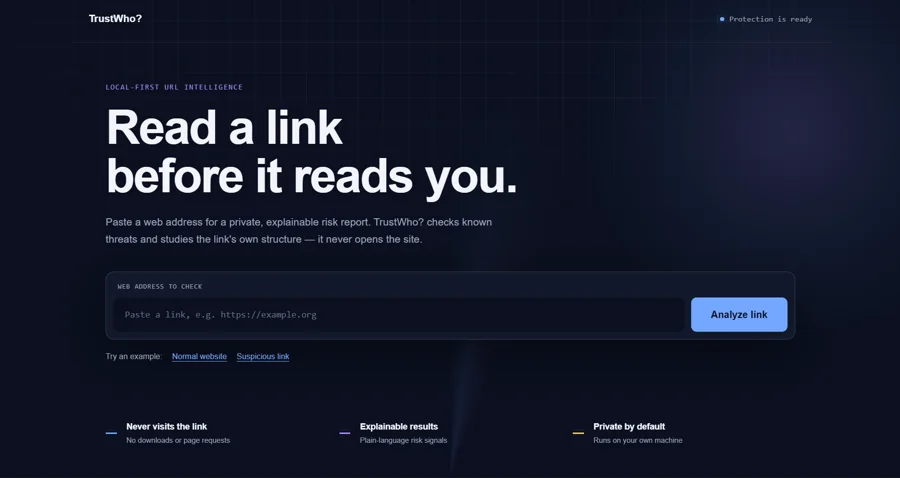 TrustWho?
Protection is ready
LOCAL-FIRST URL INTELLIGENCE
Read a link
before it reads you.
Paste a web address for a private, explainable risk report. TrustWho? checks known
threats and studies the link's own structure — it never opens the site.
WEB ADDRESS TO CHECK
Paste a link, e.g. https://example.org
Analyze link
Try an example:
Normal website
Suspicious link
Never visits the link
No downloads or page requests
Explainable results
Plain-language risk signals
Private by default
Runs on your own machine